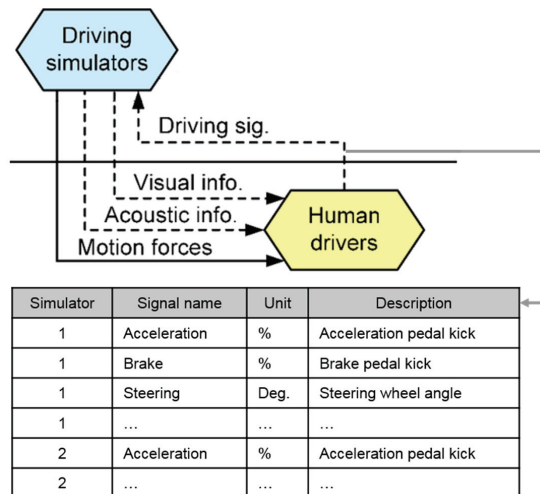 Driving
simulators
Driving sig.
Visual info.
Acoustic info.
Motion forces
Human
drivers
Simulator Signal name Unit Description
1 Acceleration % Acceleration pedal kick
1 Brake % Brake pedal kick
1 Steering Deg. Steering wheel angle
1 ... ... ...
2 Acceleration % Acceleration pedal kick
2 ... ... ...